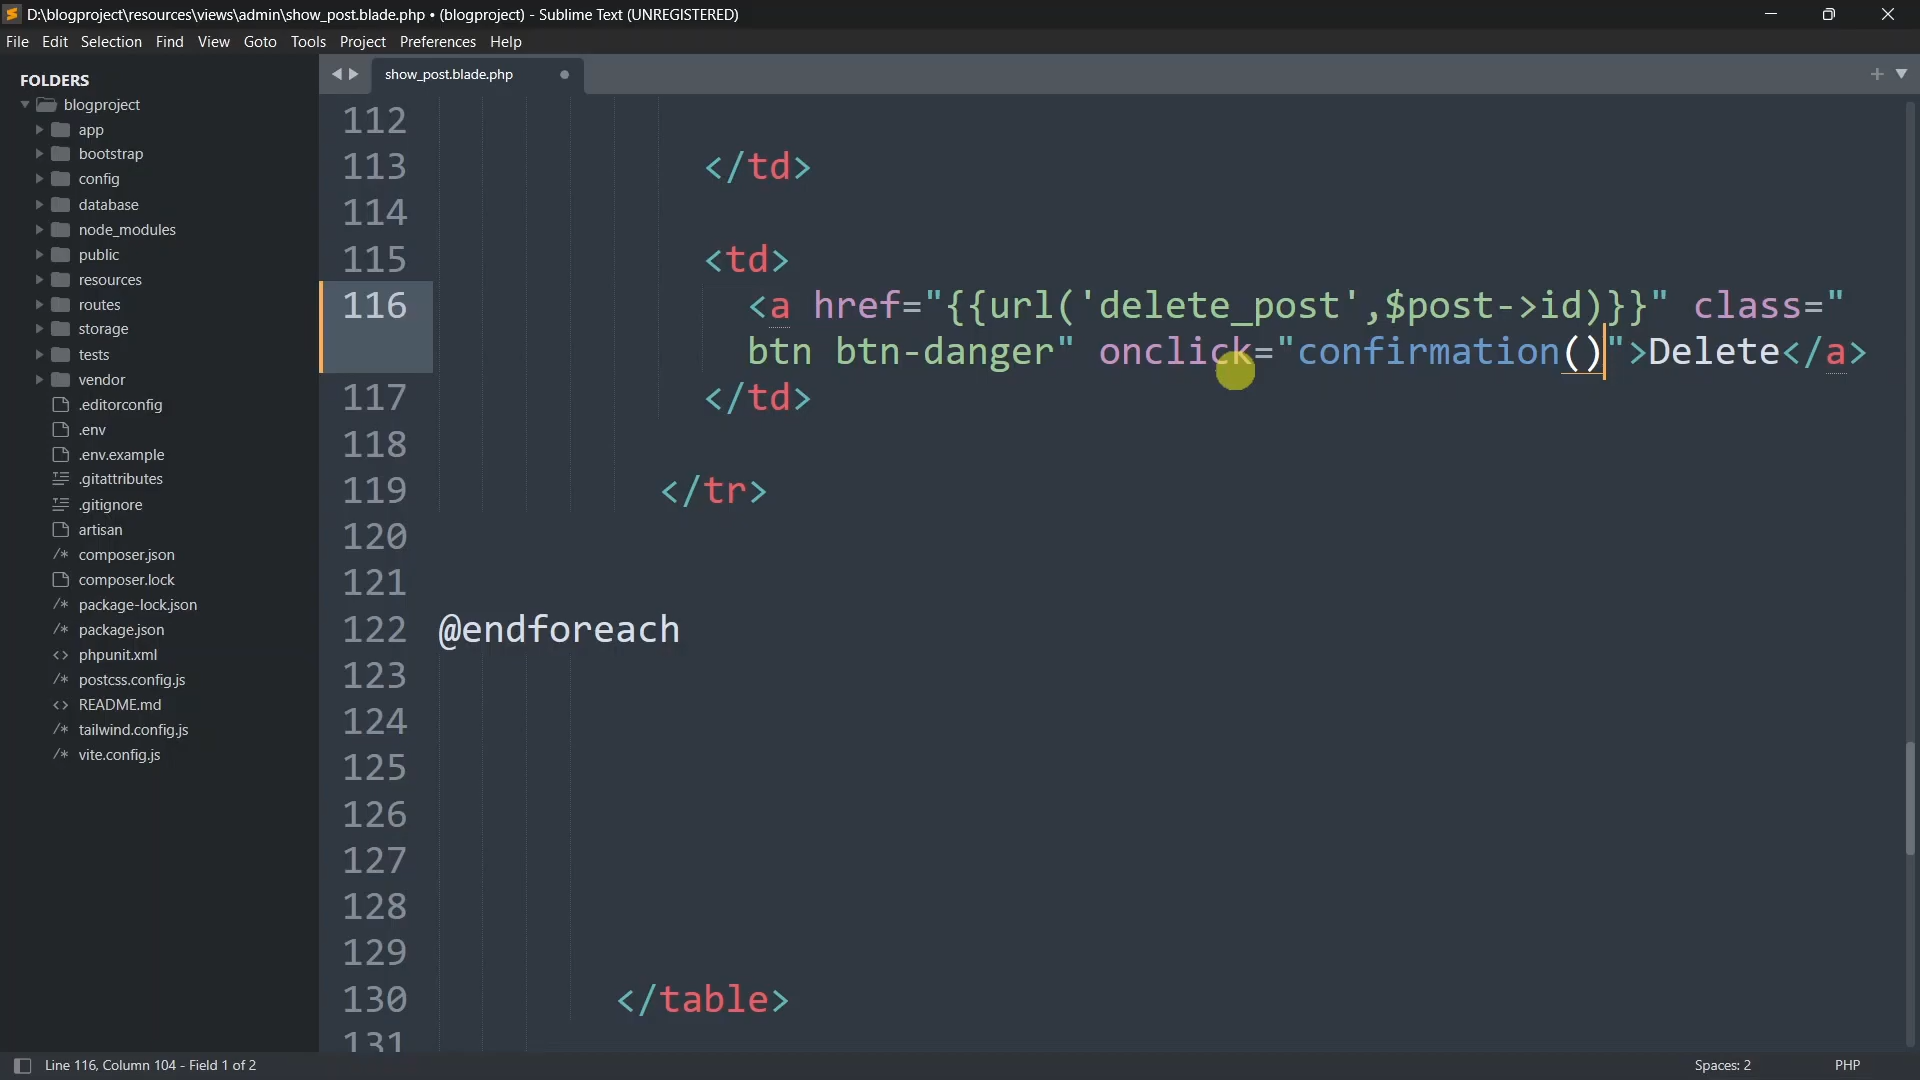 D:\blogproject\resources\views\admin\show_post.blade.php • (blogproject) - Sublime Text (UNREGISTERED)
File Edit Selection Find View Goto Tools Project Preferences Help
FOLDERS
blogproject
app
bootstrap
config
database
node_modules
public
resources
routes
storage
tests
vendor
.editorconfig
.env
.env.example
.gitattributes
.gitignore
artisan
composer.json
composer.lock
package-lock.json
package.json
phpunit.xml
postcss.config.js
README.md
tailwind.config.js
vite.config.js
show_post.blade.php
112
113 </td>
114
115 <td>
116 <a href="{{url('delete_post',$post->id)}}" class="
btn btn-danger" onclick="confirmation()">Delete</a>
117 </td>
118
119 </tr>
120
121
122 @endforeach
123
124
125
126
127
128
129
130 </table>
131
Line 116, Column 104 - Field 1 of 2
Spaces: 2
PHP